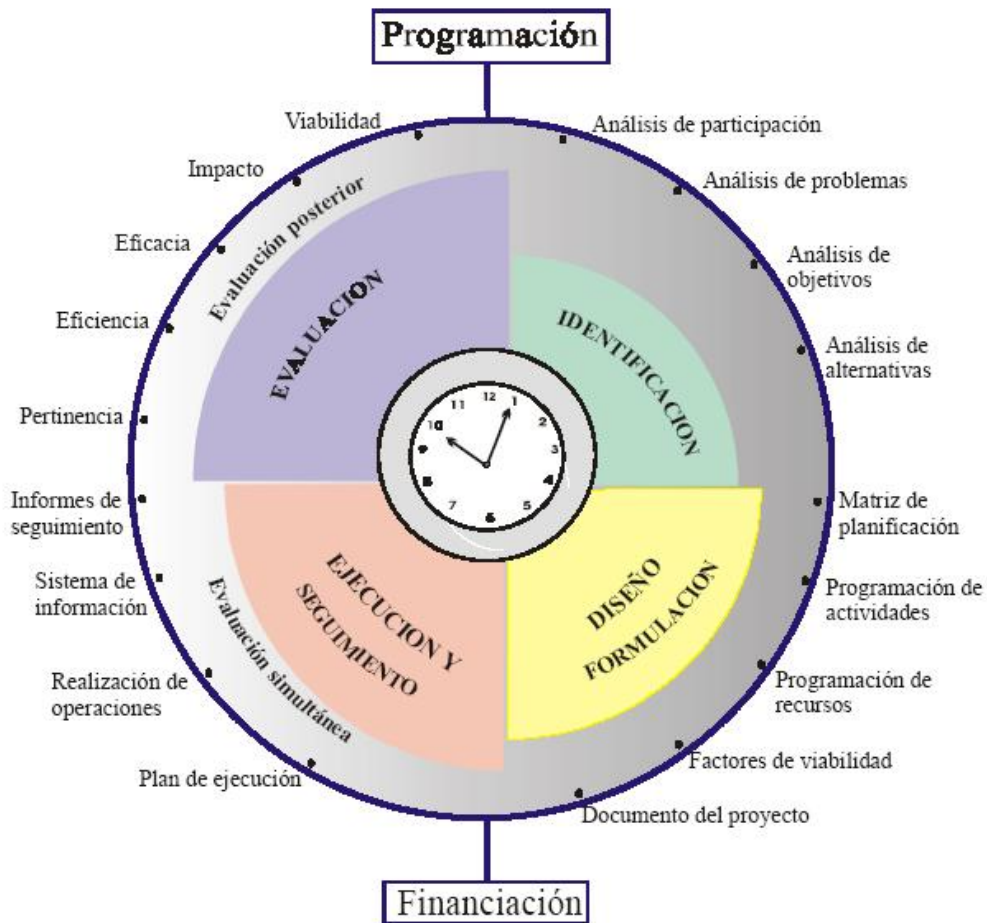 Programación
Viabilidad
Análisis de participación
Impacto
Análisis de problemas
Eficacia
Análisis de
objetivos
Eficiencia
Análisis de
alternativas
Pertinencia
Informes de
seguimiento
Matriz de
planificación
Sistema de
información
Programación de
actividades
Realización de
operaciones
Programación de
recursos
Plan de ejecución
Factores de viabilidad
Documento del proyecto
Evaluación posterior
EVALUACION
IDENTIFICACION
EJECUCION Y
SEGUIMIENTO
Evaluación simultánea
DISEÑO
FORMULACION
12
1
2
3
4
5
6
7
8
9
10
11
Financiación